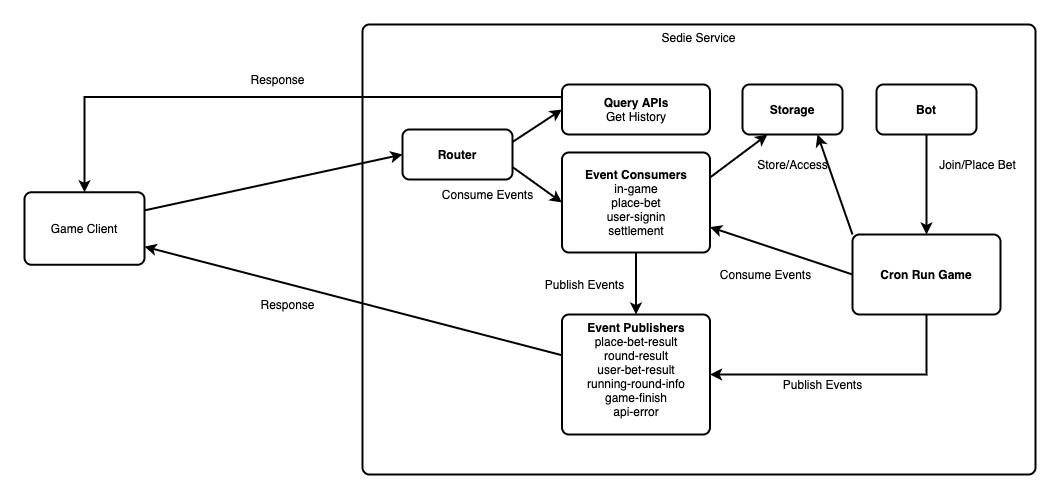 Sedie Service
Response
Query APIs
Get History
Storage
Bot
Router
Consume Events
Event Consumers
in-game
place-bet
user-signin
settlement
Store/Access
Join/Place Bet
Game Client
Cron Run Game
Consume Events
Publish Events
Response
Event Publishers
place-bet-result
round-result
user-bet-result
running-round-info
game-finish
api-error
Publish Events